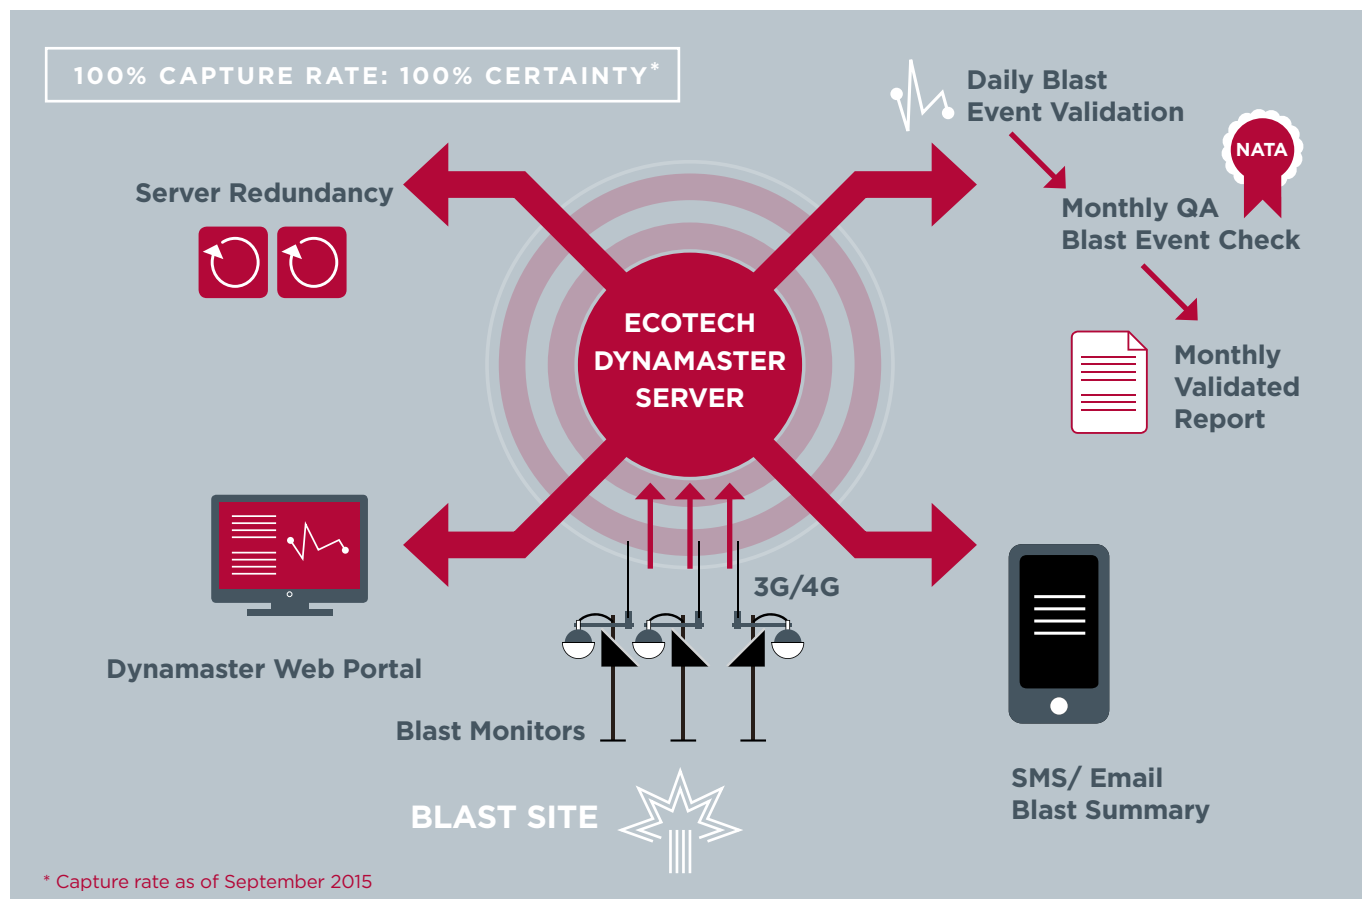 100% CAPTURE RATE: 100% CERTAINTY*
Daily Blast
Event Validation
NATA
Server Redundancy
Monthly QA
Blast Event Check
ECOTECH
DYNAMASTER
SERVER
Monthly
Validated
Report
3G/4G
Dynamaster Web Portal
Blast Monitors
SMS/ Email
Blast Summary
BLAST SITE
* Capture rate as of September 2015